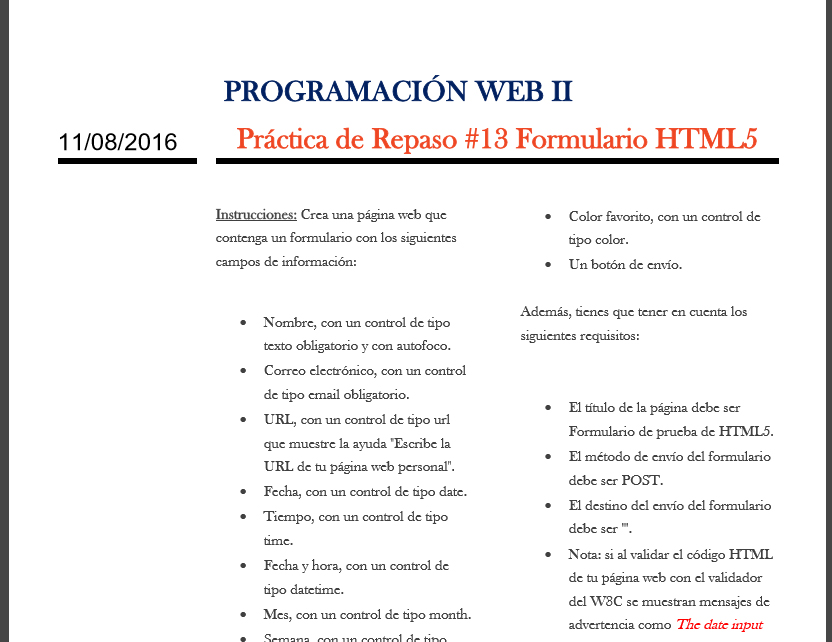 PROGRAMACIÓN WEB II
11/08/2016
Práctica de Repaso #13 Formulario HTML5
Instrucciones: Crea una página web que
contenga un formulario con los siguientes
campos de información:
• Nombre, con un control de tipo
texto obligatorio y con autofoco.
• Correo electrónico, con un control
de tipo email obligatorio.
• URL, con un control de tipo url
que muestre la ayuda "Escribe la
URL de tu página web personal".
• Fecha, con un control de tipo date.
• Tiempo, con un control de tipo
time.
• Fecha y hora, con un control de
tipo datetime.
• Mes, con un control de tipo month.
• Semana, con un control de tipo
• Color favorito, con un control de
tipo color.
• Un botón de envío.
Además, tienes que tener en cuenta los
siguientes requisitos:
• El título de la página debe ser
Formulario de prueba de HTML5.
• El método de envío del formulario
debe ser POST.
• El destino del envío del formulario
debe ser "".
• Nota: si al validar el código HTML
de tu página web con el validador
del W3C se muestran mensajes de
advertencia como The date input